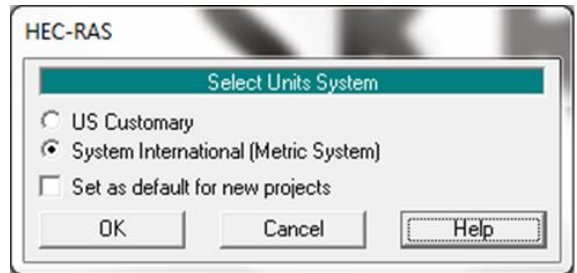 HEC-RAS
Select Units System
US Customary
System International (Metric System)
Set as default for new projects
OK Cancel Help